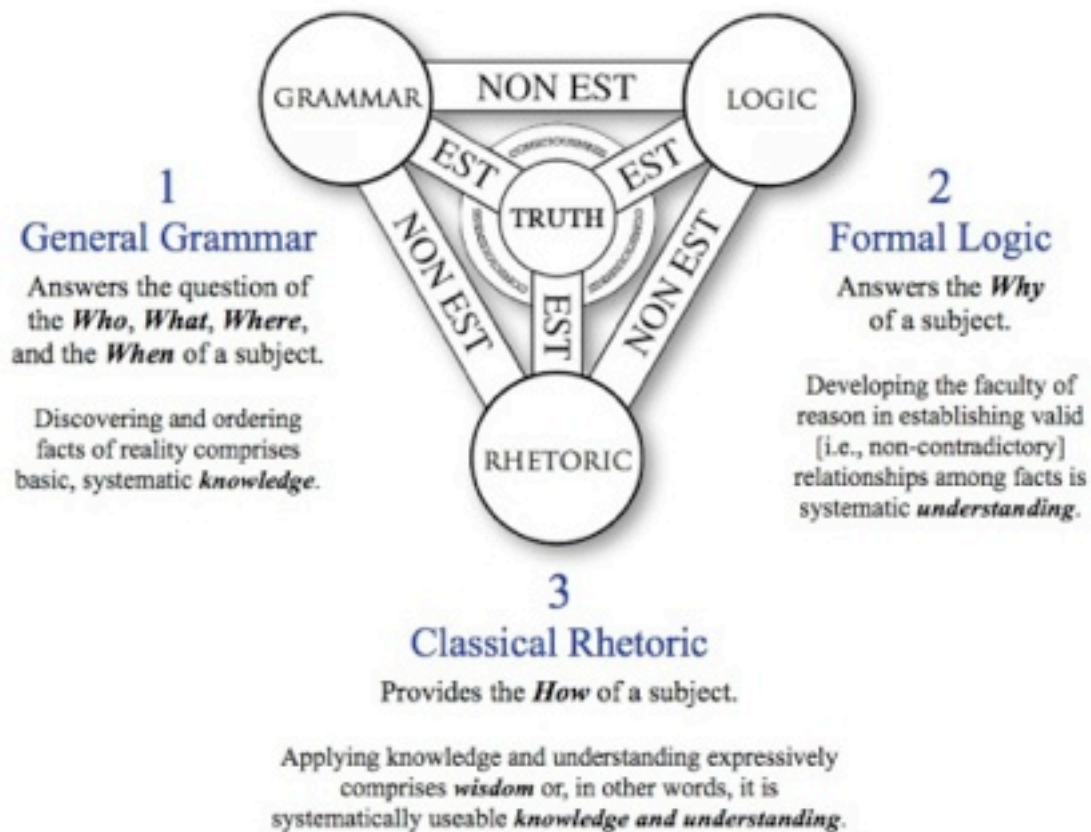 GRAMMAR
NON EST
LOGIC
EST
EST
CONSCIOUSNESS
CONSCIOUSNESS
CONSCIOUSNESS
TRUTH
NON EST
EST
NON EST
RHETORIC
1
General Grammar
Answers the question of
the Who, What, Where,
and the When of a subject.
Discovering and ordering
facts of reality comprises
basic, systematic knowledge.
2
Formal Logic
Answers the Why
of a subject.
Developing the faculty of
reason in establishing valid
[i.e., non-contradictory]
relationships among facts is
systematic understanding.
3
Classical Rhetoric
Provides the How of a subject.
Applying knowledge and understanding expressively
comprises wisdom or, in other words, it is
systematically useable knowledge and understanding.